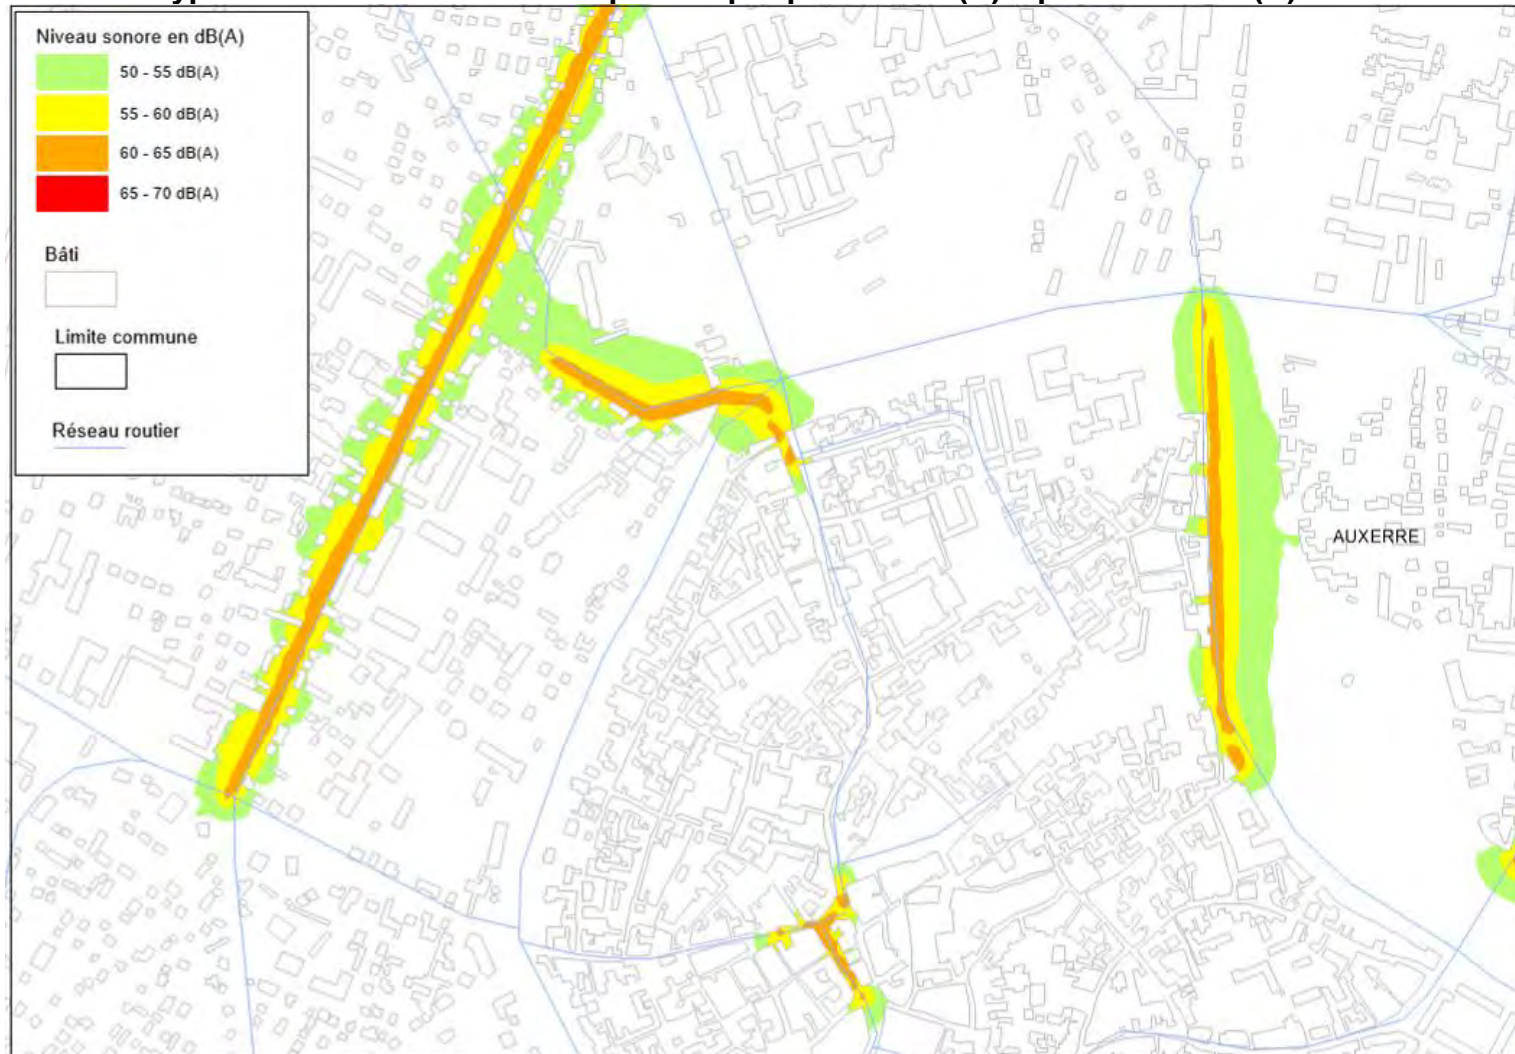 Niveau sonore en dB(A)
50 - 55 dB(A)
55 - 60 dB(A)
60 - 65 dB(A)
65 - 70 dB(A)
Bâti
Limite commune
Réseau routier
AUXERRE